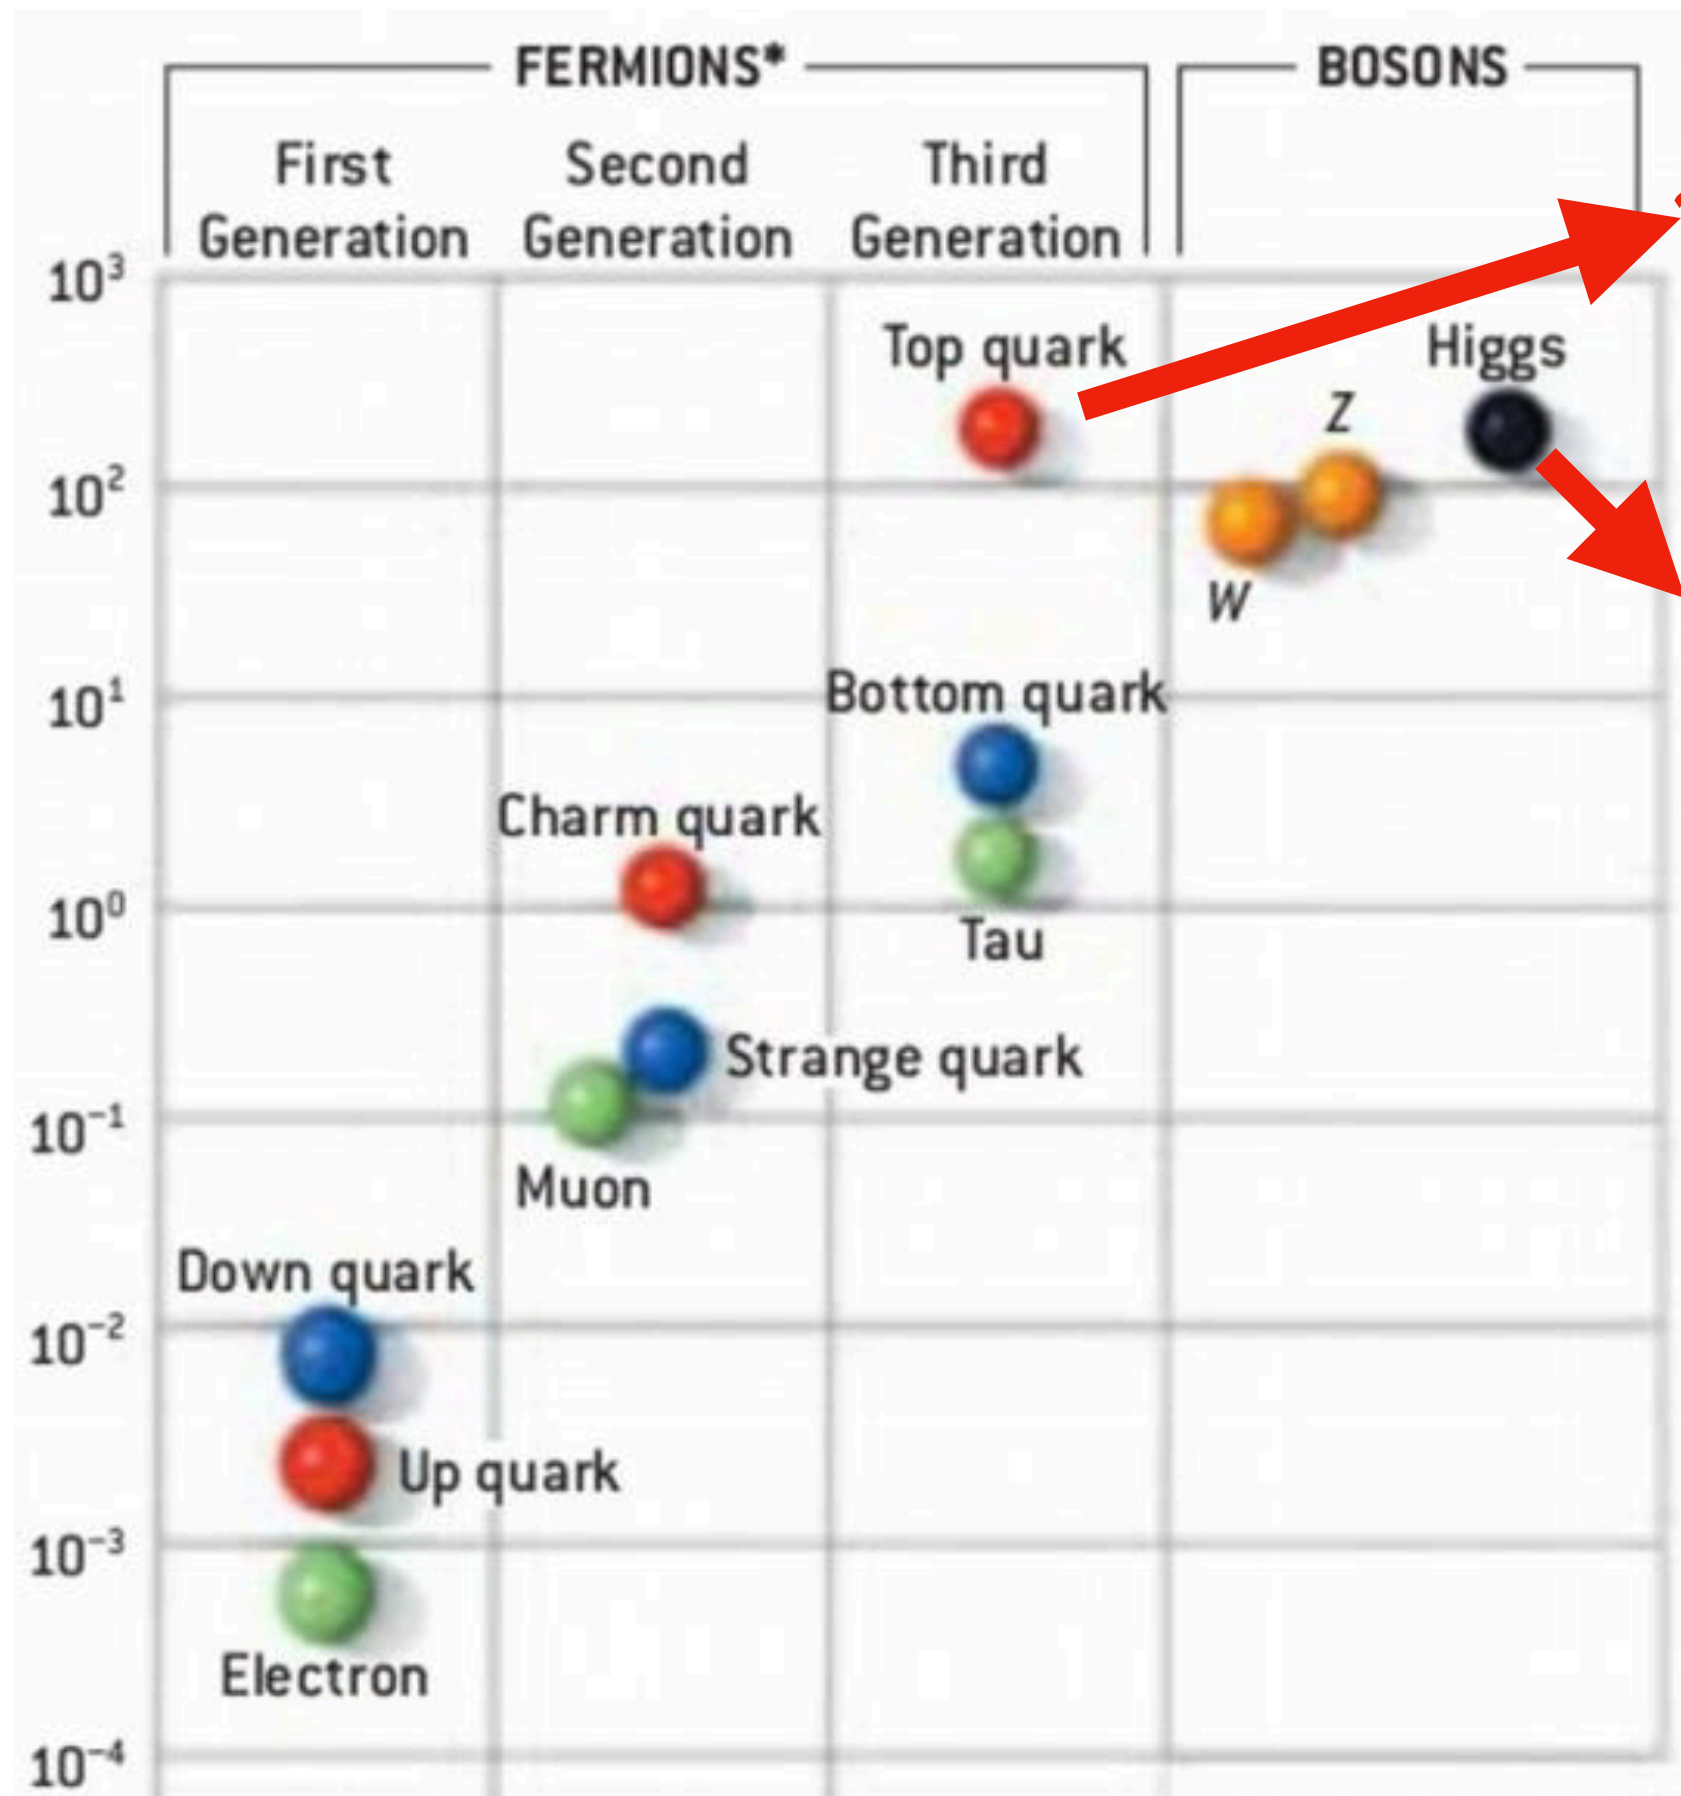 FERMIONS*
BOSONS
First
Generation
Second
Generation
Third
Generation
10³
Top quark
Higgs
Z
10²
W
10¹
Bottom quark
Charm quark
10⁰
Tau
Strange quark
10⁻¹
Muon
Down quark
10⁻²
Up quark
10⁻³
Electron
10⁻⁴